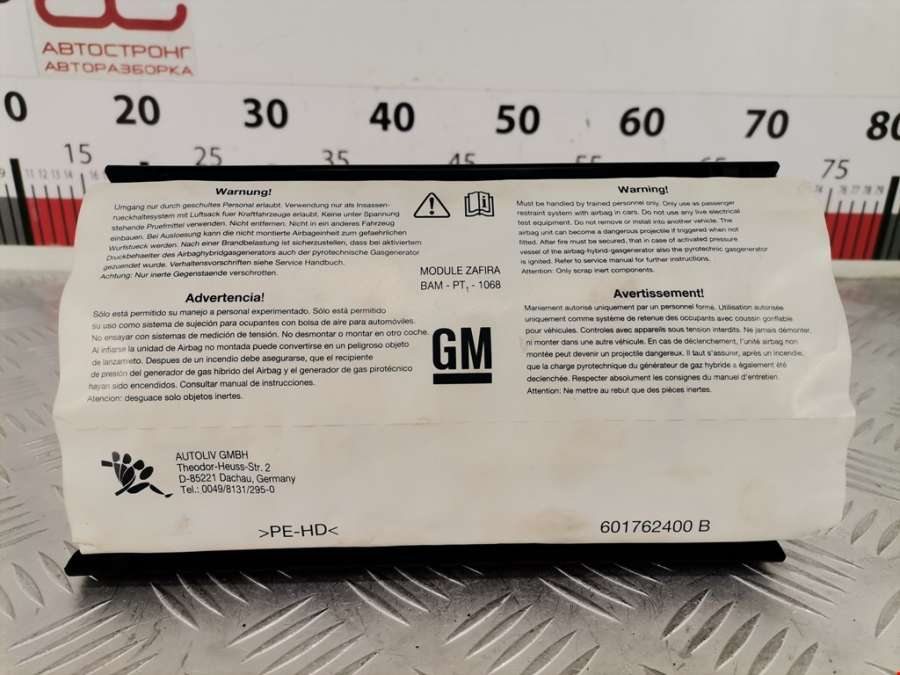 АВТОСТРОНГ
АВТОРАЗБОРКА
0 20 30 40 50 60 70 80
15 25 35 45 55 75
Warnung!
Umgang nur durch geschultes Personal erlaubt. Verwendung nur als Insassen-
rueckhaltesystem mit Luftsack fuer Kraftfahrzeuge erlaubt. Keine unter Spannung
stehende Pruefmittel verwenden. Nicht entfernen. Nicht in ein anderes Fahrzeug
einbauen. Bei Ausloesung kann die nicht montierte Airbageinheit zum gefaehrlichen
Wurfstueck werden. Nach einer Brandbelastung ist sicherzustellen, dass bei aktiviertem
Druckbehaelter des Airbaghybridgasgenerators auch der pyrotechnische Gasgenerator
gezuendet wurde. Verhaltensvorschriften siehe Service Handbuch.
Achtung: Nur inerte Gegenstaende verschrotten.
Advertencia!
Sólo está permitido su manejo a personal experimentado. Sólo está permitido
su uso como sistema de sujeción para ocupantes con bolsa de aire para automóviles.
No ensayar con sistemas de medición de tensión. No desmontar o montar en otro coche.
Al inflarse la unidad de Airbag no montada puede convertirse en un peligroso objeto
de lanzamiento. Despues de un incendio debe asegurarse, que el recipiente
de presión del generador de gas híbrido del Airbag y el generador de gas pirotécnico
hayan sido encendidos. Consultar manual de instrucciones.
Atencion: desguace solo objetos inertes.
MODULE ZAFIRA
BAM - PT1 - 1068
GM
Warning!
Must be handled by trained personnel only. Only use as passenger
restraint system with airbag in cars. Do not use any live electrical
test equipment. Do not remove or install into another vehicle. The
airbag unit can become a dangerous projectile if triggered when not
fitted. After fire must be secured, that in case of activated pressure
vessel of the airbag-hybrid-gasgenerator also the pyrotechnic gasgenerator
is ignited. Refer to service manual for further instructions.
Attention: Only scrap inert components.
Avertissement!
Maniement autorisé uniquement par un personnel formé. Utilisation autorisée
uniquement comme système de retenue des occupants avec coussin gonflable
pour véhicules. Controles avec appareils sous tension interdits. Ne jamais démonter,
ni monter dans une autre véhicule. En cas de déclenchement, l'unité airbag non
montée peut devenir un projectile dangereux. Il faut s'assurer, après un incendie,
que la charge pyrotechnique du générateur de gaz hybride a également été
declenchée. Respecter absolument les consignes du manuel d'entretien.
Attention: Ne mettre au rebut que des pièces inertes.
AUTOLIV GMBH
Theodor-Heuss-Str. 2
D-85221 Dachau, Germany
Tel.: 0049/8131/295-0
>PE-HD<
601762400 B